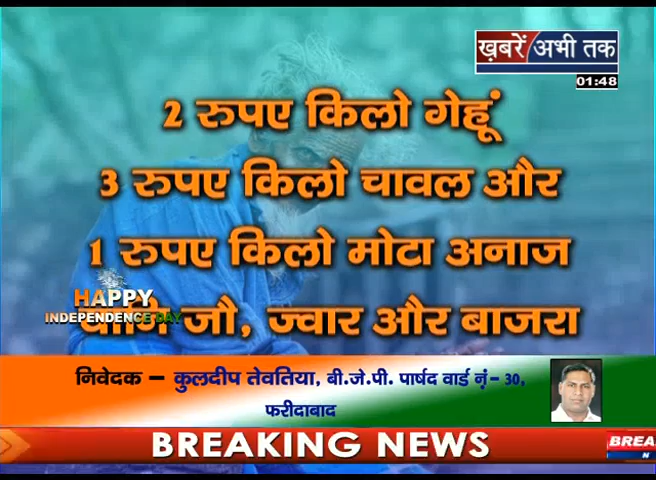 ख़बरें अभी तक
01:48
2 रुपए किलो गेहूं
3 रुपए किलो चावल और
1 रुपए किलो मोटा अनाज
जौ, ज्वार और बाजरा
HAPPY
INDEPENDENCE DAY
निवेदक – कुलदीप तेवतिया, बी.जे.पी. पार्षद वार्ड नं़ – 30,
फरीदाबाद
BREAKING NEWS
BREA
N